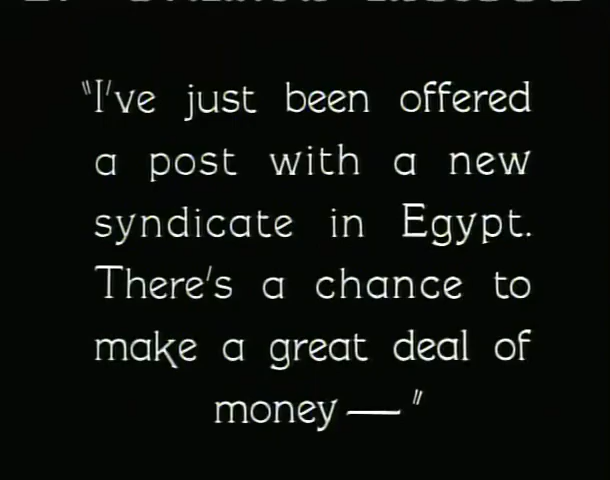 "I've just been offered
a post with a new
syndicate in Egypt.
There's a chance to
make a great deal of
money — "